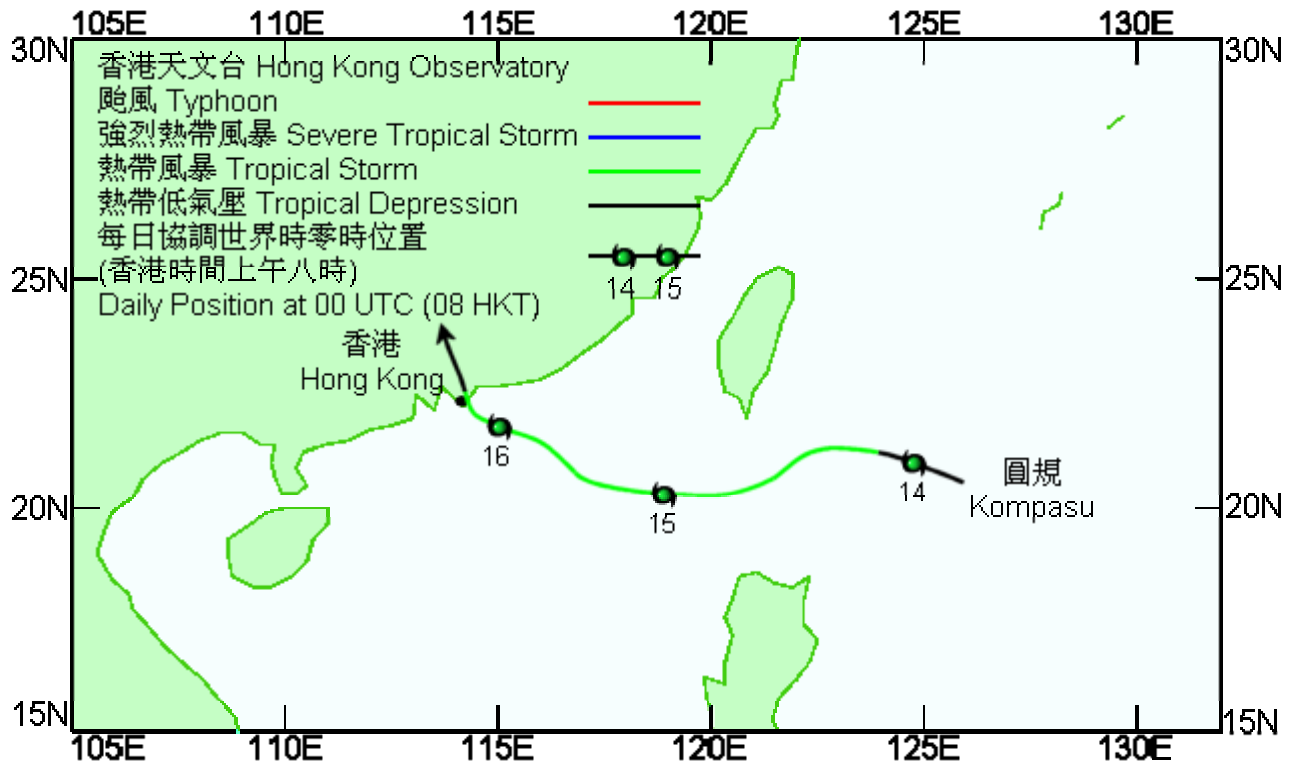 105E 110E 115E 120E 125E 130E
30N 30N
香港天文台 Hong Kong Observatory
颱風 Typhoon
強烈熱帶風暴 Severe Tropical Storm
熱帶風暴 Tropical Storm
熱帶低氣壓 Tropical Depression
每日協調世界時零時位置
(香港時間上午八時)
14 15
25N 25N
Daily Position at 00 UTC (08 HKT)
香港
Hong Kong
16
圓規
Kompasu
14
15
20N 20N
15N 15N
105E 110E 115E 120E 125E 130E